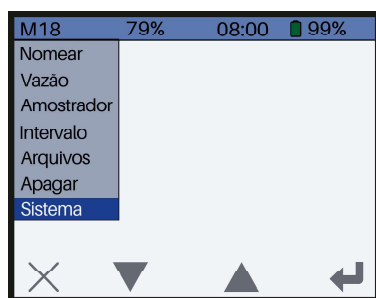 M18 79% 08:00 99%
Nomear
Vazão
Amostrador
Intervalo
Arquivos
Apagar
Sistema